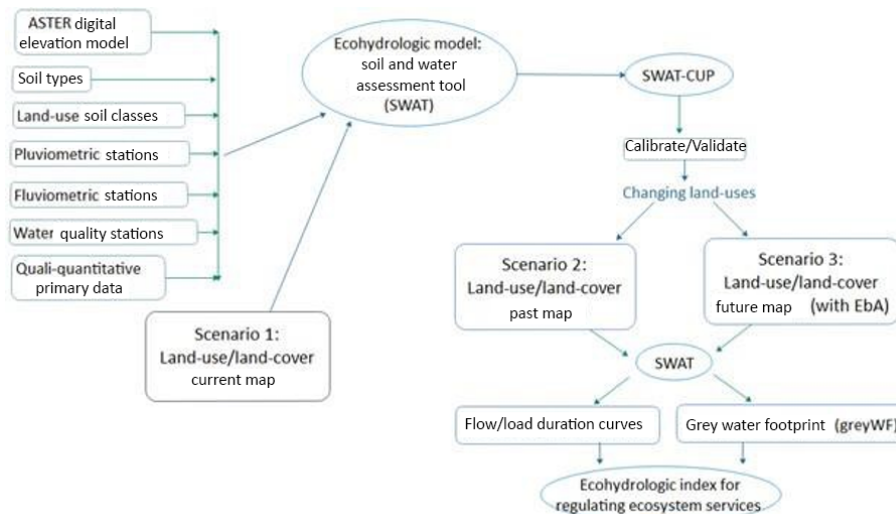 ASTER digital
elevation model
Soil types
Land-use soil classes
Pluviometric stations
Fluviometric stations
Water quality stations
Quali-quantitative
primary data
Scenario 1:
Land-use/land-cover
current map
Ecohydrologic model:
soil and water
assessment tool
(SWAT)
SWAT-CUP
Calibrate/Validate
Changing land-uses
Scenario 2:
Land-use/land-cover
past map
Scenario 3:
Land-use/land-cover
future map (with EbA)
SWAT
Flow/load duration curves
Grey water footprint (greyWF)
Ecohydrologic index for
regulating ecosystem services